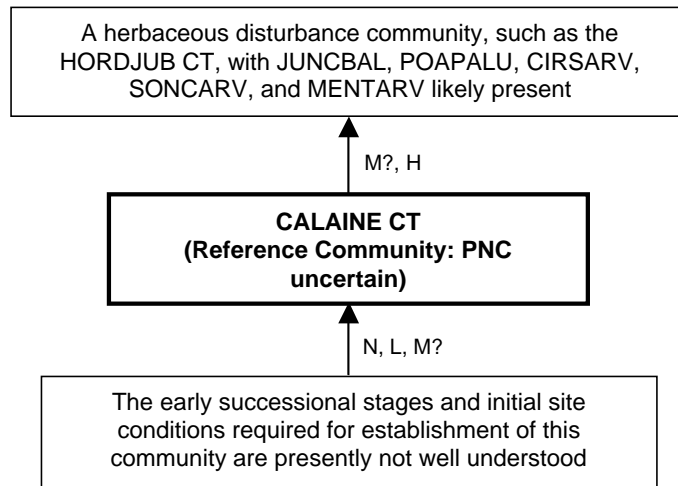 A herbaceous disturbance community, such as the
HORDJUB CT, with JUNCBAL, POAPALU, CIRSARV,
SONCARV, and MENTARV likely present
M?, H
CALAINE CT
(Reference Community: PNC
uncertain)
N, L, M?
The early successional stages and initial site
conditions required for establishment of this
community are presently not well understood